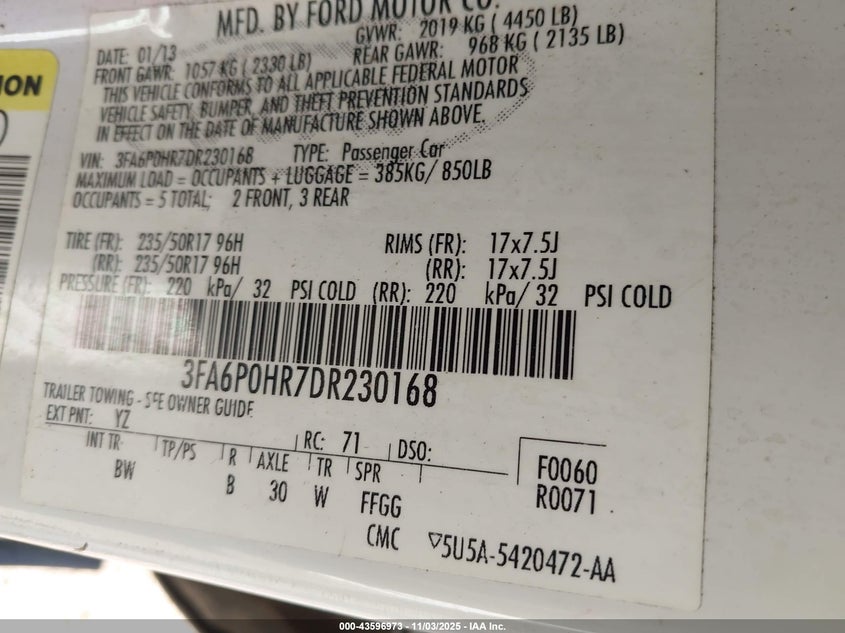 MFD. BY FORD MOTOR CO.
GVWR: 2019 KG ( 4450 LB)
DATE: 01/13
REAR GAWR: 968 KG ( 2135 LB)
FRONT GAWR: 1057 KG ( 2330 LB)
THIS VEHICLE CONFORMS TO ALL APPLICABLE FEDERAL MOTOR
VEHICLE SAFETY, BUMPER, AND THEFT PREVENTION STANDARDS
IN EFFECT ON THE DATE OF MANUFACTURE SHOWN ABOVE.
VIN: 3FA6P0HR7DR230168 TYPE: Passenger Car
MAXIMUM LOAD = OCCUPANTS + LUGGAGE = 385KG/ 850LB
OCCUPANTS = 5 TOTAL; 2 FRONT, 3 REAR
TIRE (FR): 235/50R17 96H RIMS (FR): 17x7.5J
(RR): 235/50R17 96H (RR): 17x7.5J
PRESSURE (FR): 220 kPa/ 32 PSI COLD (RR): 220 kPa/ 32 PSI COLD
3FA6P0HR7DR230168
TRAILER TOWING - SEE OWNER GUIDE
EXT PNT: YZ RC: 71 DSO:
INT TR TP/PS R AXLE TR SPR F0060
BW B 30 W FFGG R0071
CMC ▽5U5A-5420472-AA
ION
000-43596973 - 11/03/2025 - IAA Inc.